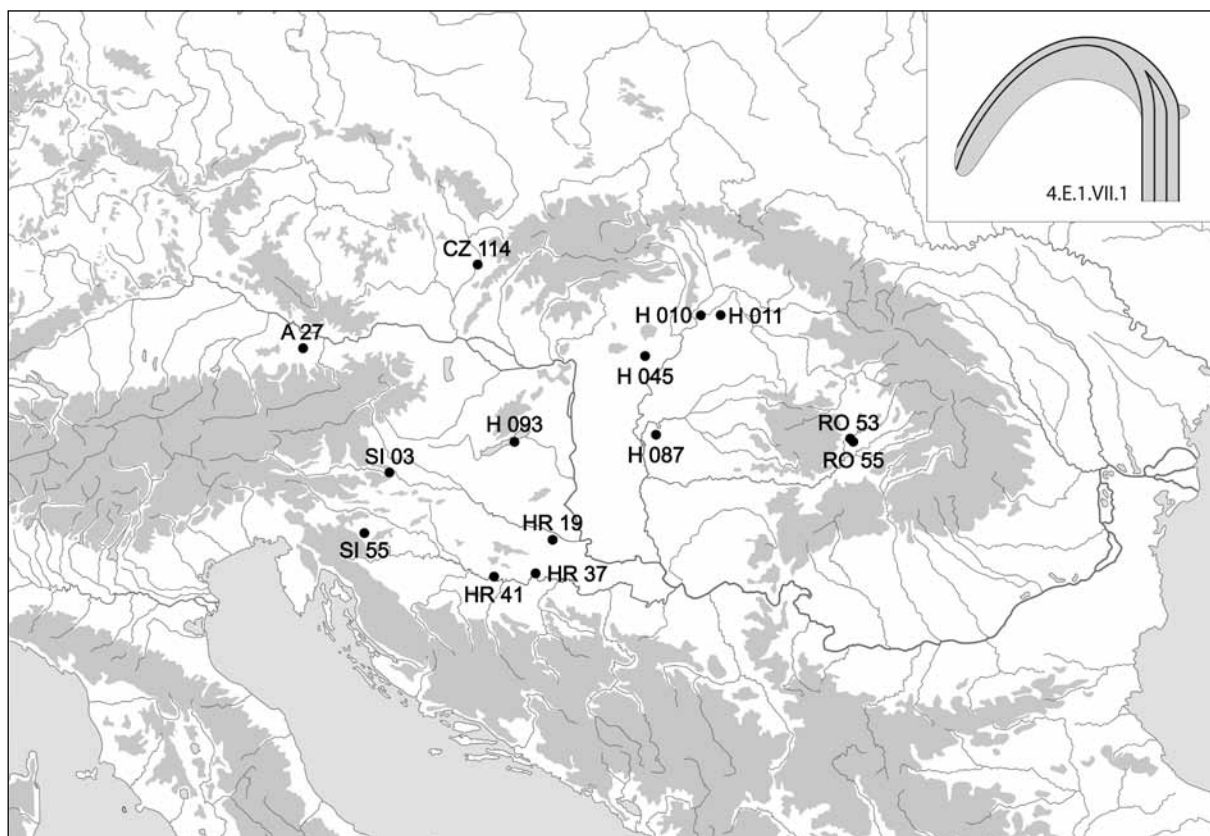 4.E.1.VII.1
CZ 114
H 010
H 011
A 27
H 045
H 093
H 087
RO 53
RO 55
SI 03
HR 19
SI 55
HR 37
HR 41